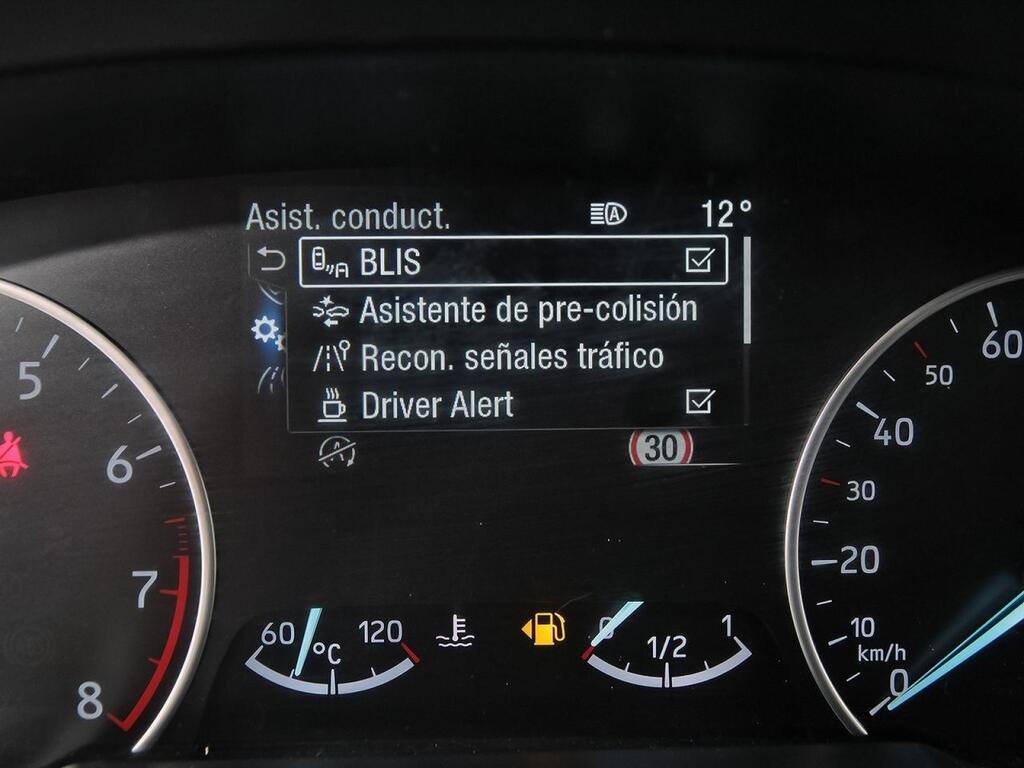 Asist. conduct. A 12°
BLIS
Asistente de pre-colisión
Recon. señales tráfico
Driver Alert
30
5
6
7
8
60 °C 120
0 1/2 1
60
50
40
30
20
10
km/h
0